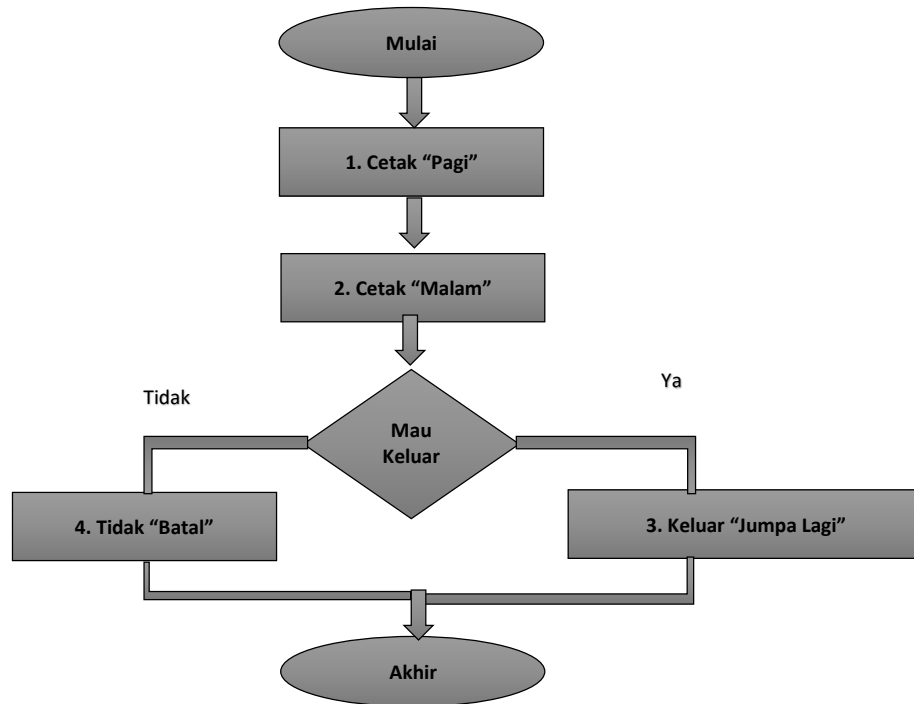 Mulai
1. Cetak “Pagi”
2. Cetak “Malam”
Tidak
Ya
Mau
Keluar
4. Tidak “Batal”
3. Keluar “Jumpa Lagi”
Akhir